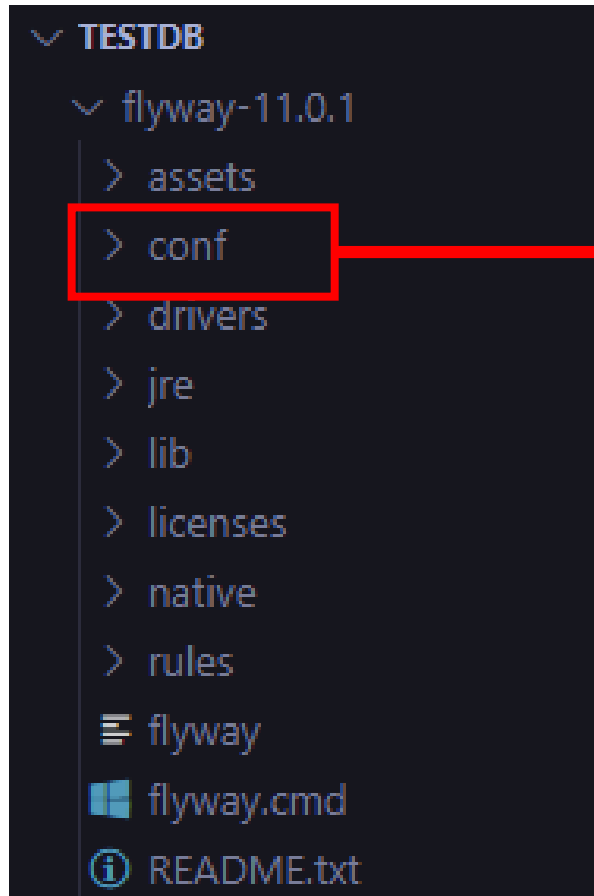 TESTDB
flyway-11.0.1
assets
conf
drivers
jre
lib
licenses
native
rules
flyway
flyway.cmd
README.txt